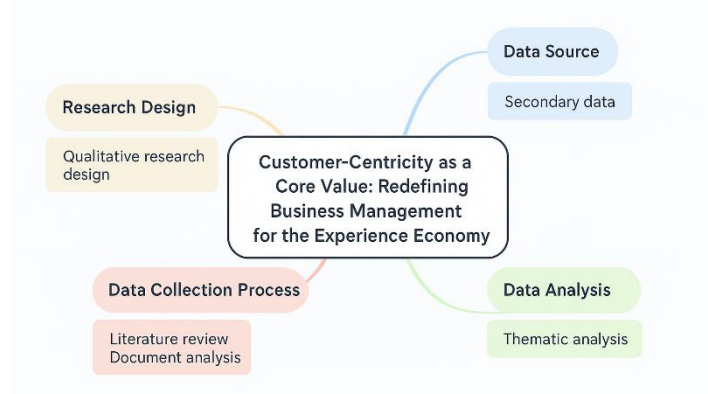 Data Source
Secondary data
Research Design
Qualitative research
design
Customer-Centricity as a
Core Value: Redefining
Business Management
for the Experience Economy
Data Collection Process
Literature review
Document analysis
Data Analysis
Thematic analysis